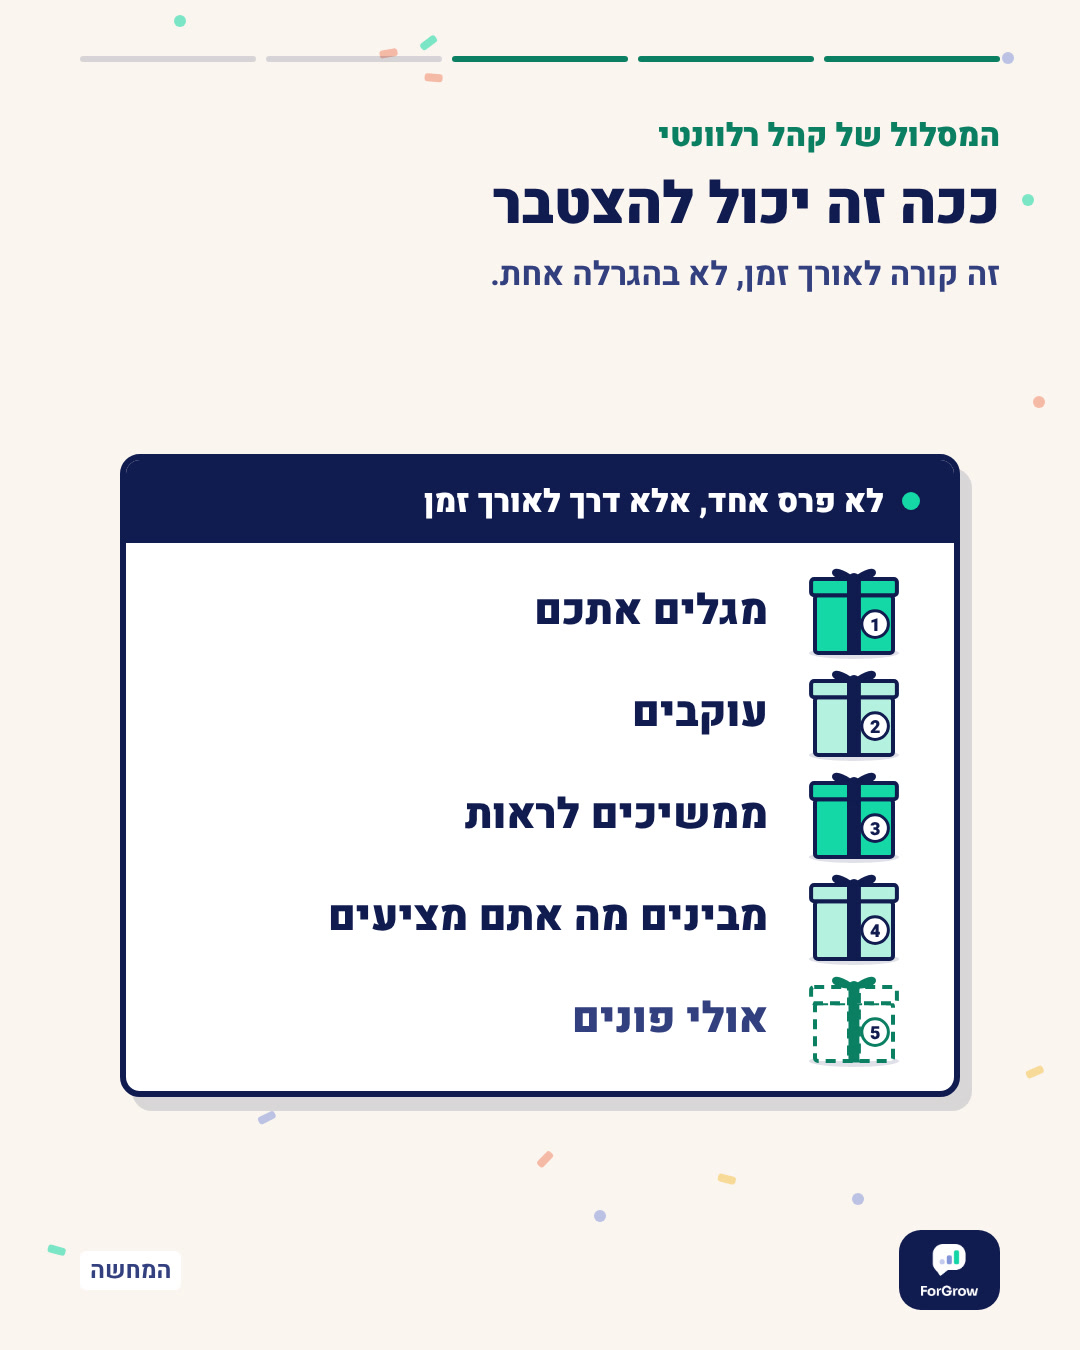 המסלול של קהל רלוונטי
ככה זה יכול להצטבר
זה קורה לאורך זמן, לא בהגרלה אחת.
לא פרס אחד, אלא דרך לאורך זמן
1 מגלים אתכם
2 עוקבים
3 ממשיכים לראות
4 מבינים מה אתם מציעים
5 אולי פונים
ForGrow
המחשה